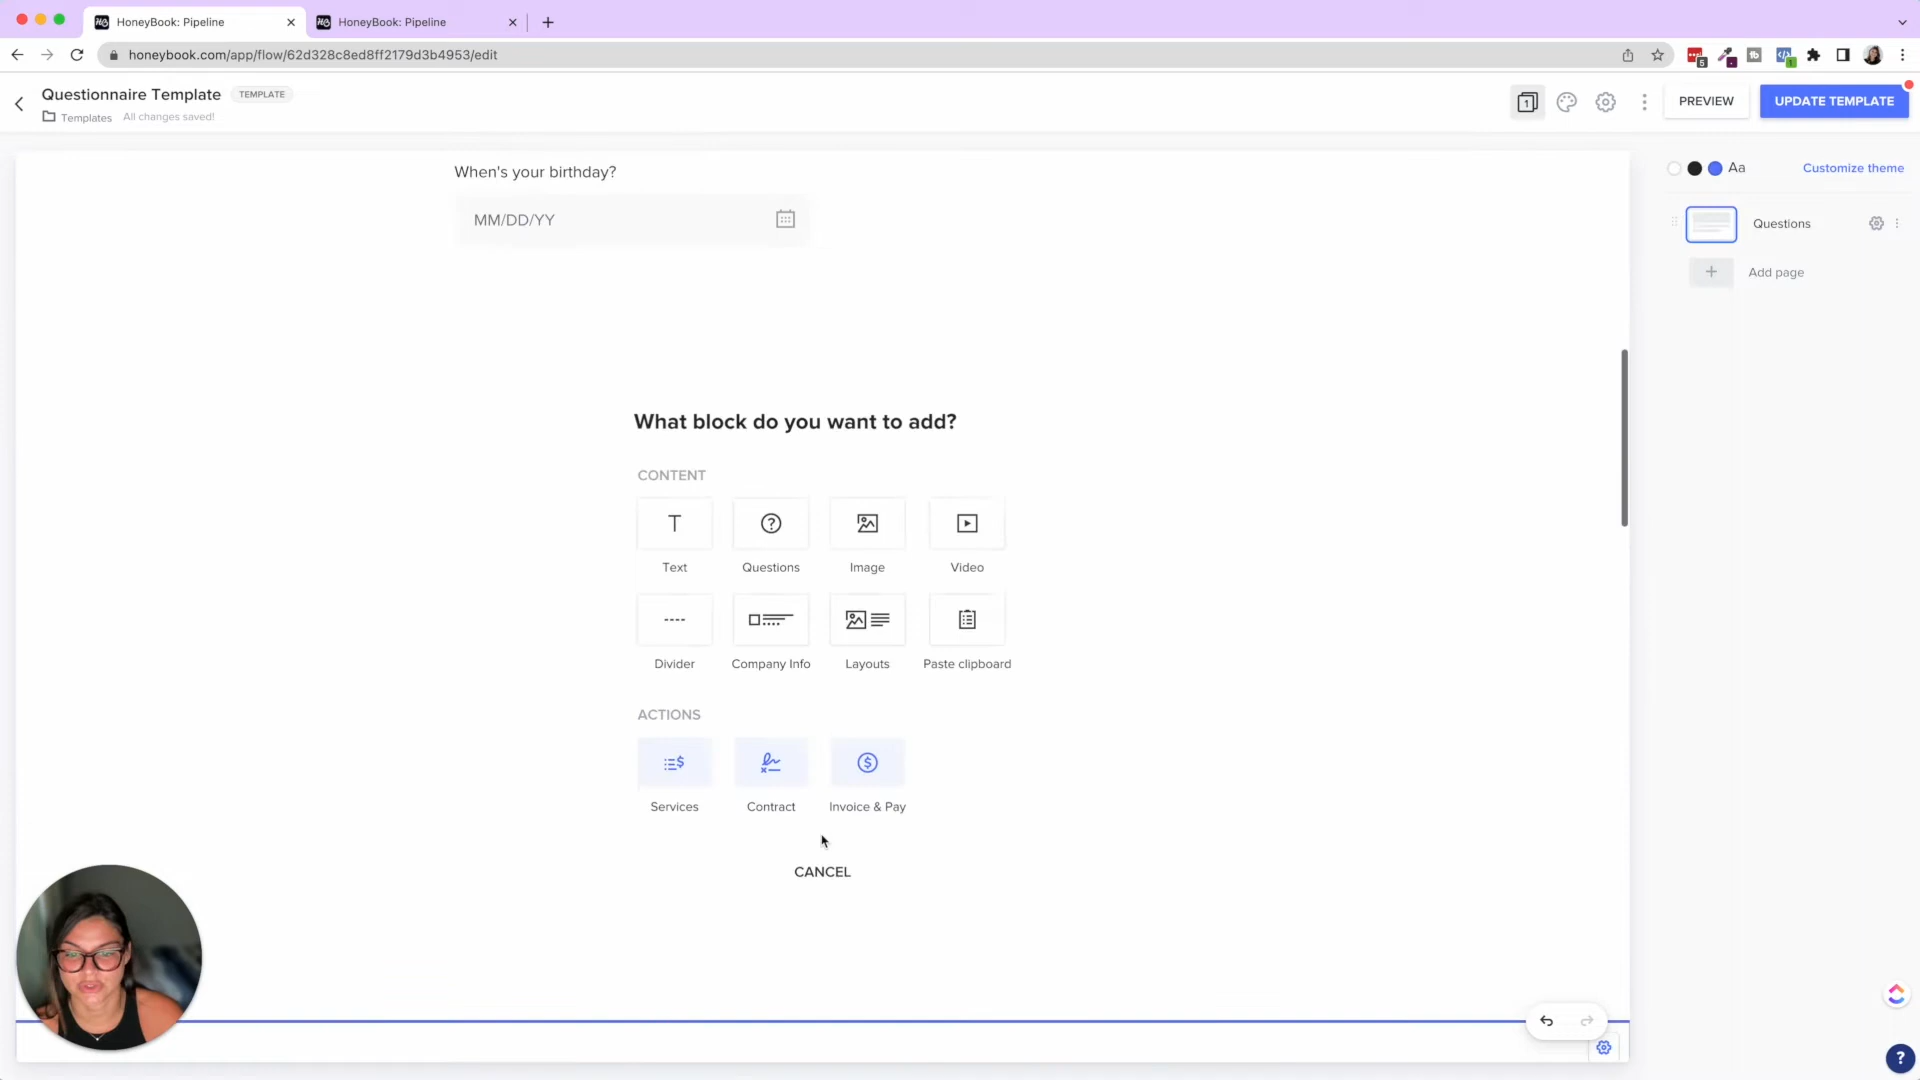 HoneyBook: Pipeline
HoneyBook: Pipeline
honeybook.com/app/flow/62d328c8ed8ff2179d3b4953/edit
Questionnaire Template TEMPLATE
Templates All changes saved!
PREVIEW
UPDATE TEMPLATE
When's your birthday?
MM/DD/YY
Aa
Customize theme
Questions
Add page
What block do you want to add?
CONTENT
Text Questions Image Video
Divider Company Info Layouts Paste clipboard
ACTIONS
Services Contract Invoice & Pay
CANCEL